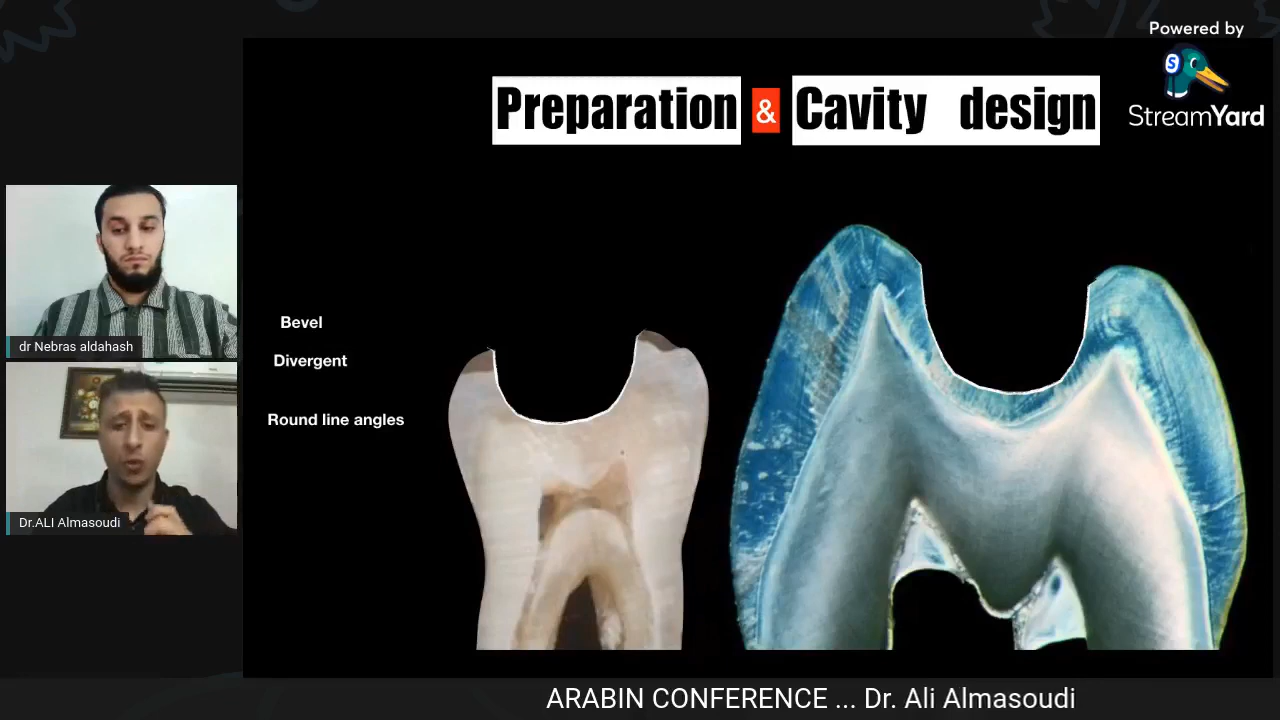 Powered by
StreamYard
Preparation & Cavity design
Bevel
Divergent
Round line angles
dr Nebras aldahash
Dr.ALI Almasoudi
ARABIN CONFERENCE ... Dr. Ali Almasoudi